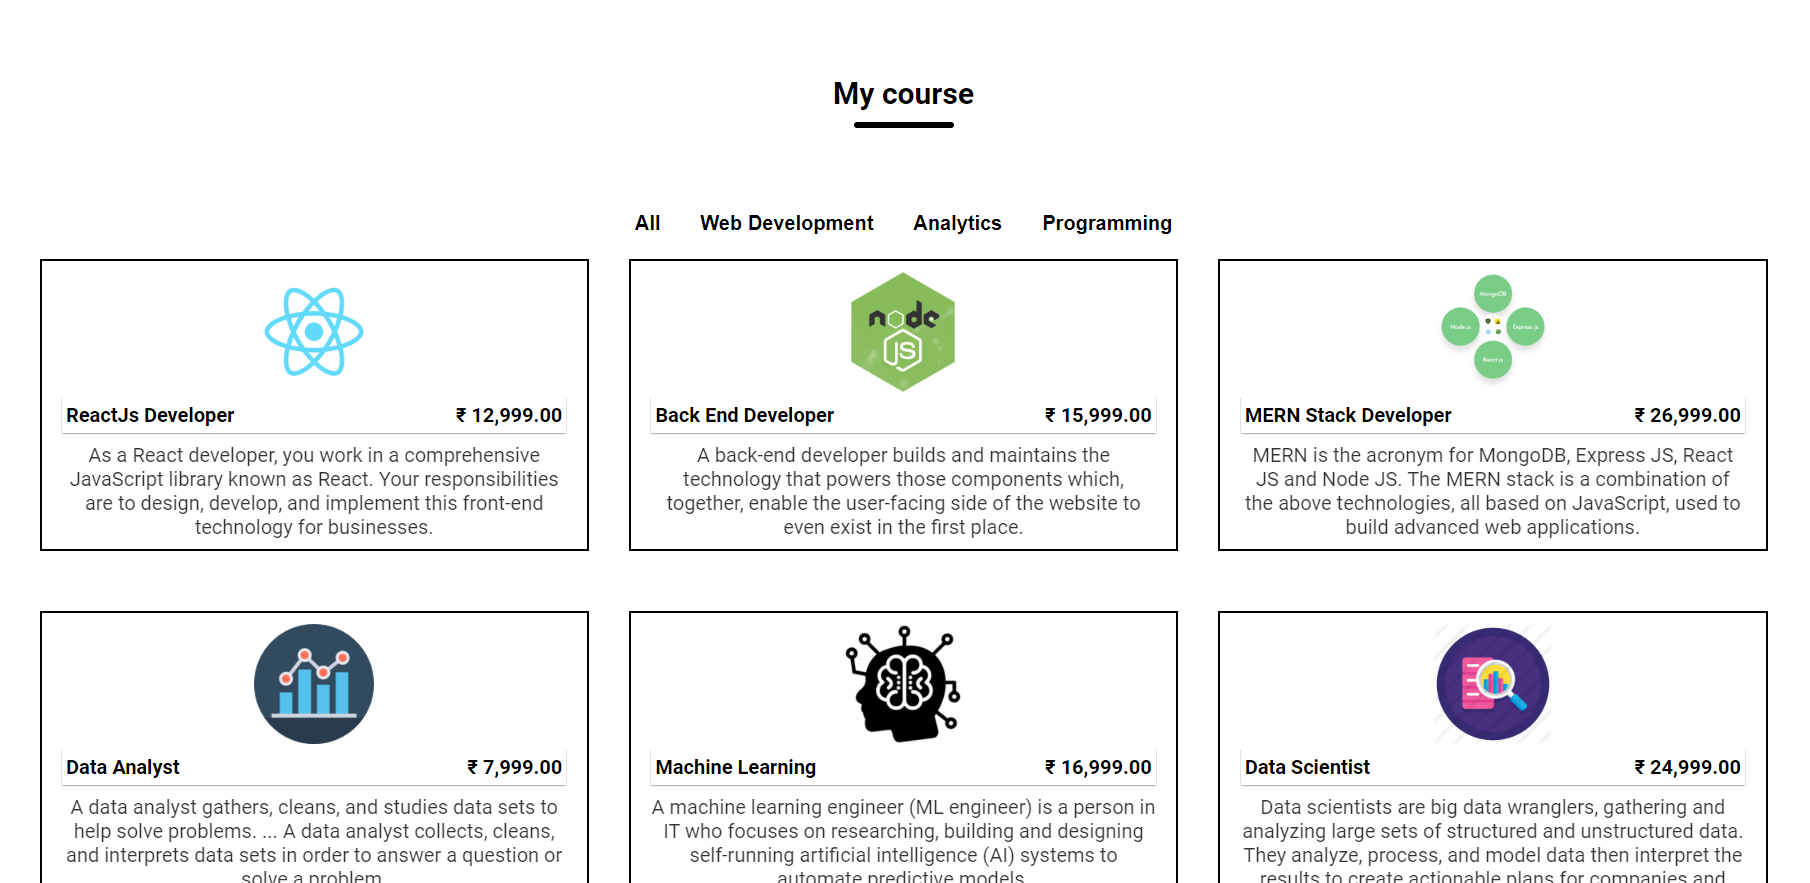 My course
All Web Development Analytics Programming
node
JS
MongoDB
Node js Express js
React js
ReactJs Developer ₹ 12,999.00
As a React developer, you work in a comprehensive
JavaScript library known as React. Your responsibilities
are to design, develop, and implement this front-end
technology for businesses.
Back End Developer ₹ 15,999.00
A back-end developer builds and maintains the
technology that powers those components which,
together, enable the user-facing side of the website to
even exist in the first place.
MERN Stack Developer ₹ 26,999.00
MERN is the acronym for MongoDB, Express JS, React
JS and Node JS. The MERN stack is a combination of
the above technologies, all based on JavaScript, used to
build advanced web applications.
Data Analyst ₹ 7,999.00
A data analyst gathers, cleans, and studies data sets to
help solve problems. ... A data analyst collects, cleans,
and interprets data sets in order to answer a question or
solve a problem
Machine Learning ₹ 16,999.00
A machine learning engineer (ML engineer) is a person in
IT who focuses on researching, building and designing
self-running artificial intelligence (AI) systems to
automate predictive models
Data Scientist ₹ 24,999.00
Data scientists are big data wranglers, gathering and
analyzing large sets of structured and unstructured data.
They analyze, process, and model data then interpret the
results to create actionable plans for companies and